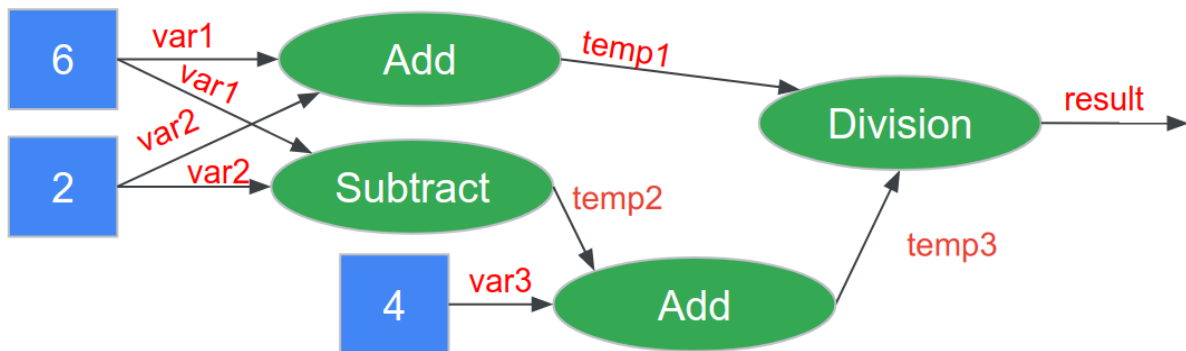 6
var1
Add
temp1
var1
Division
result
var2
2
var2
Subtract
temp2
temp3
4
var3
Add